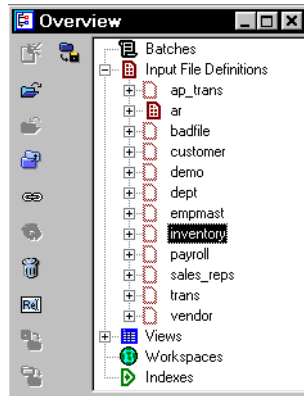 Overview
Batches
Input File Definitions
ap_trans
ar
badfile
customer
demo
dept
empmast
inventory
payroll
sales_reps
trans
vendor
Views
Workspaces
Indexes